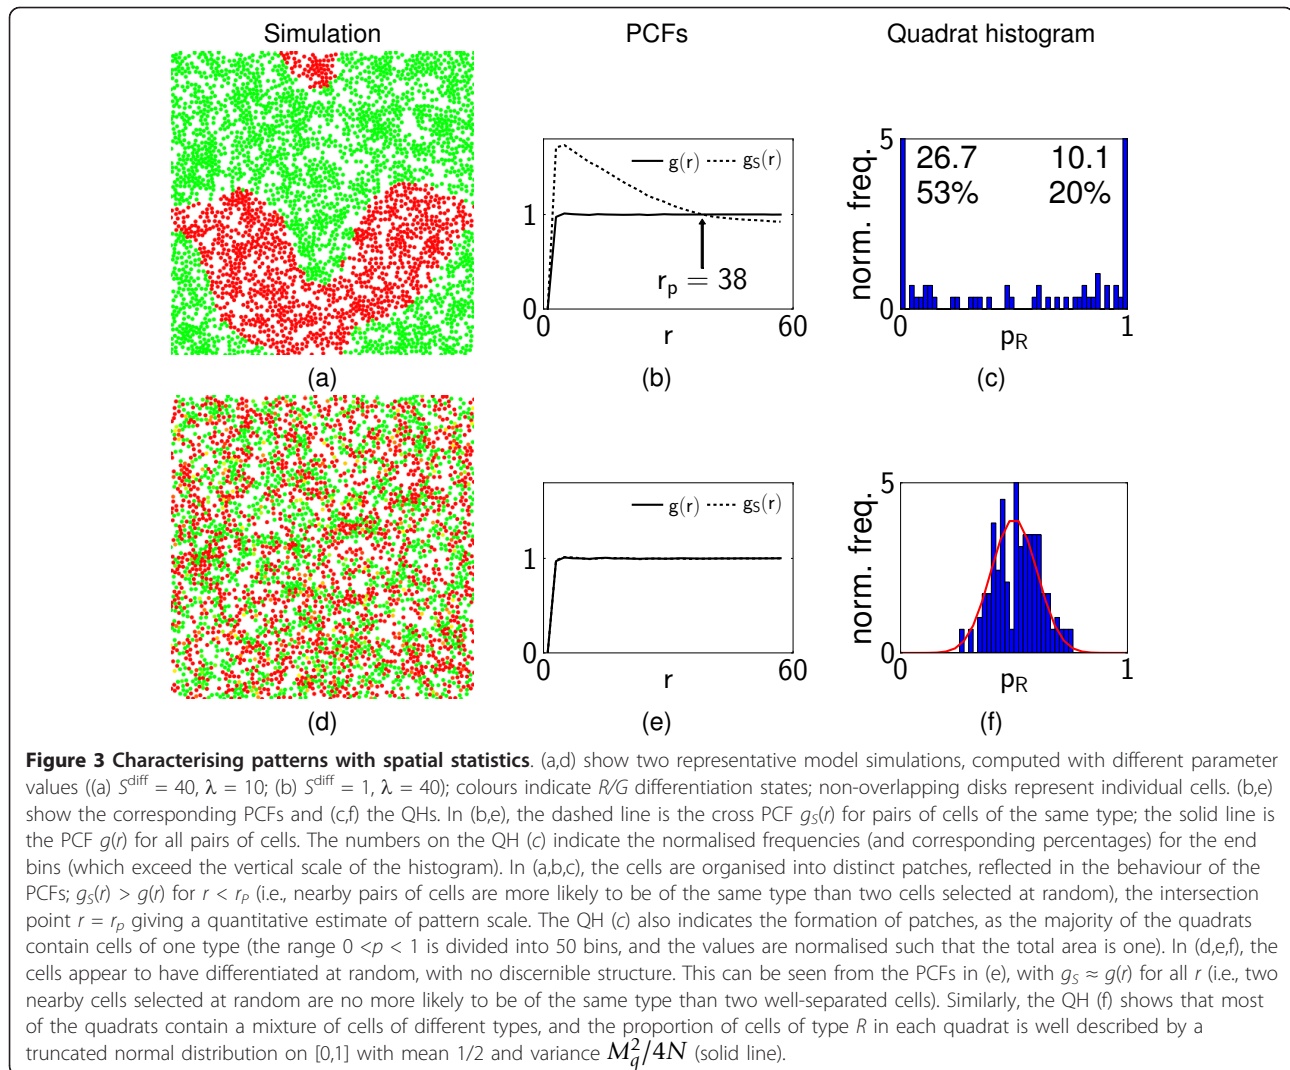 Simulation PCFs Quadrat histogram
g(r) gS(r)
1
0
0 r 60
rp = 38
norm. freq.
5
0
26.7 10.1
53% 20%
0 pR 1
(a) (b) (c)
g(r) gS(r)
1
0
0 r 60
norm. freq.
5
0
0 pR 1
(d) (e) (f)
Figure 3 Characterising patterns with spatial statistics. (a,d) show two representative model simulations, computed with different parameter
values ((a) S^diff = 40, λ = 10; (b) S^diff = 1, λ = 40); colours indicate R/G differentiation states; non-overlapping disks represent individual cells. (b,e)
show the corresponding PCFs and (c,f) the QHs. In (b,e), the dashed line is the cross PCF gS(r) for pairs of cells of the same type; the solid line is
the PCF g(r) for all pairs of cells. The numbers on the QH (c) indicate the normalised frequencies (and corresponding percentages) for the end
bins (which exceed the vertical scale of the histogram). In (a,b,c), the cells are organised into distinct patches, reflected in the behaviour of the
PCFs; gS(r) > g(r) for r < rP (i.e., nearby pairs of cells are more likely to be of the same type than two cells selected at random), the intersection
point r = rp giving a quantitative estimate of pattern scale. The QH (c) also indicates the formation of patches, as the majority of the quadrats
contain cells of one type (the range 0 <p < 1 is divided into 50 bins, and the values are normalised such that the total area is one). In (d,e,f), the
cells appear to have differentiated at random, with no discernible structure. This can be seen from the PCFs in (e), with gS ≈ g(r) for all r (i.e., two
nearby cells selected at random are no more likely to be of the same type than two well-separated cells). Similarly, the QH (f) shows that most
of the quadrats contain a mixture of cells of different types, and the proportion of cells of type R in each quadrat is well described by a
truncated normal distribution on [0,1] with mean 1/2 and variance M_q^2/4N (solid line).